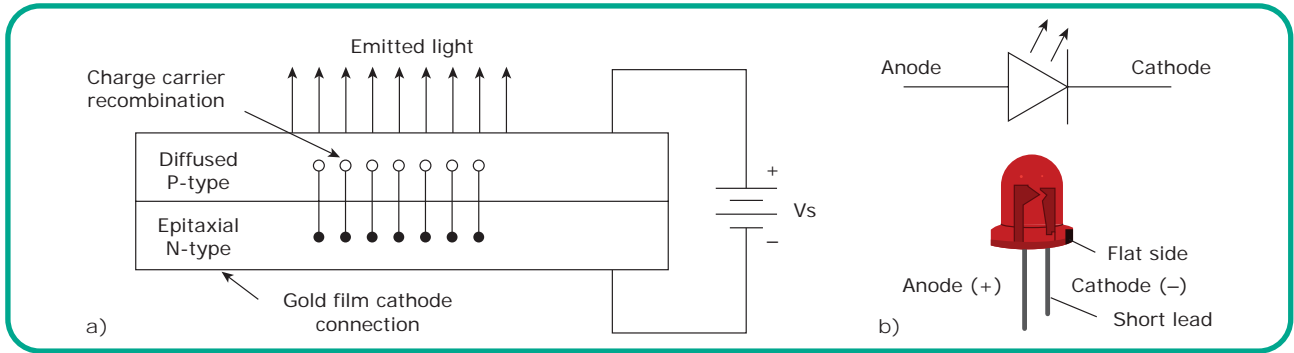 Emitted light
Charge carrier
recombination
Diffused
P-type
Epitaxial
N-type
Gold film cathode
connection
+
Vs
–
a)
Anode
Cathode
Flat side
Anode (+)
Cathode (–)
Short lead
b)